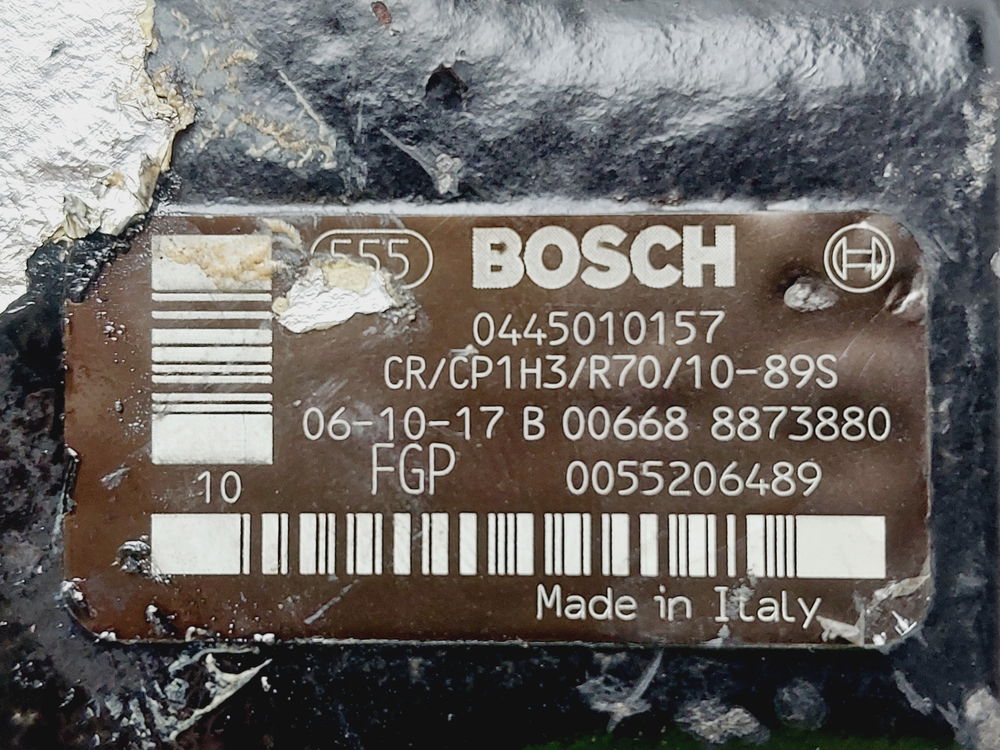 555 BOSCH
0445010157
CR/CP1H3/R70/10-89S
06-10-17 B 00668 8873880
FGP 0055206489
10
Made in Italy